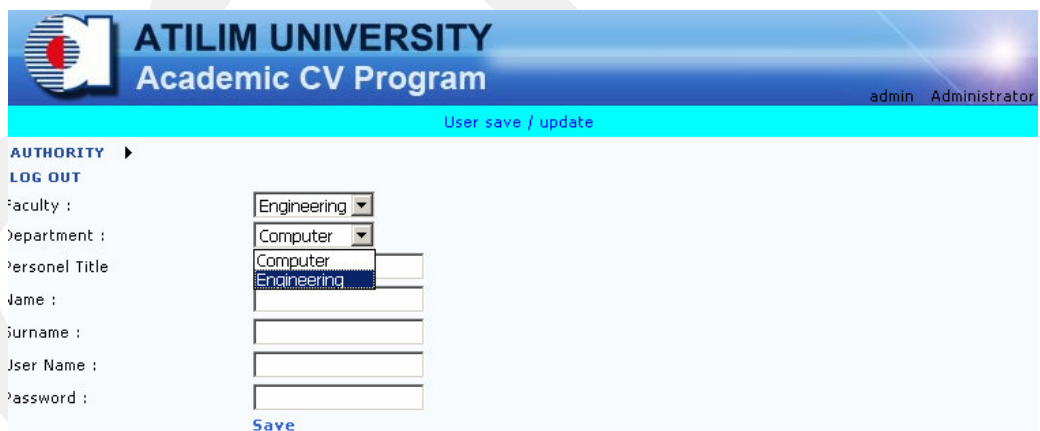 ATILIM UNIVERSITY
Academic CV Program
admin Administrator
User save / update
AUTHORITY
LOG OUT
Faculty : Engineering
Department : Computer
Computer
Engineering
Personel Title
Name :
Surname :
User Name :
Password :
Save